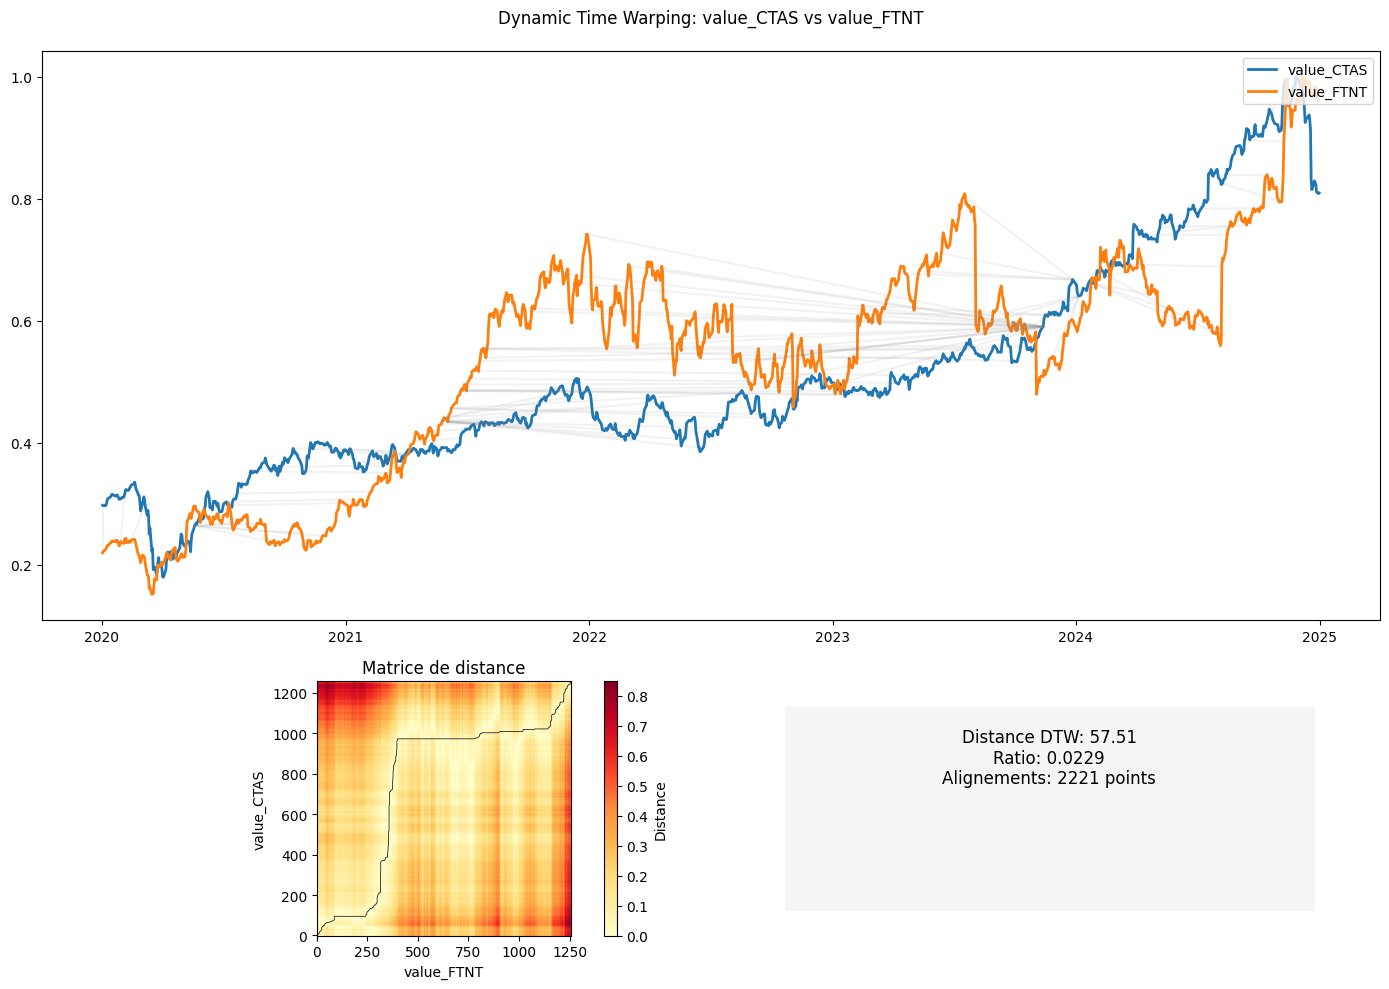 Dynamic Time Warping: value_CTAS vs value_FTNT
value_CTAS
value_FTNT
1.0
0.8
0.6
0.4
0.2
2020 2021 2022 2023 2024 2025
Matrice de distance
value_CTAS
1200
1000
800
600
400
200
0
0 250 500 750 1000 1250
value_FTNT
0.8
0.7
0.6
0.5
0.4
0.3
0.2
0.1
0.0
Distance
Distance DTW: 57.51
Ratio: 0.0229
Alignements: 2221 points